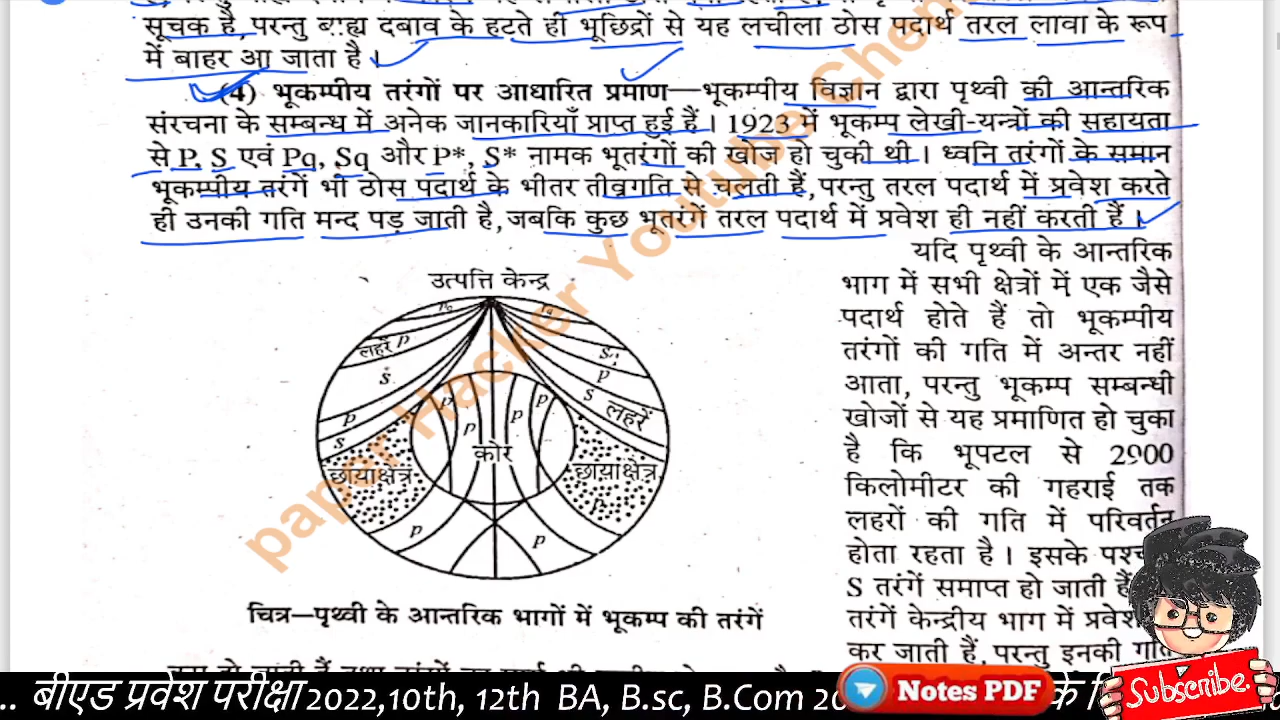 सूचक है, परन्तु बाह्य दबाव के हटते ही भूछिद्रों से यह लचीला ठोस पदार्थ तरल लावा के रूप
में बाहर आ जाता है।
(4) भूकम्पीय तरंगों पर आधारित प्रमाण—भूकम्पीय विज्ञान द्वारा पृथ्वी की आन्तरिक
संरचना के सम्बन्ध में अनेक जानकारियाँ प्राप्त हुई हैं। 1923 में भूकम्प लेखी-यन्त्रों की सहायता
से P, S एवं Pq, Sq और P*, S* नामक भूतरंगों की खोज हो चुकी थी। ध्वनि तरंगों के समान
भूकम्पीय तरंगें भी ठोस पदार्थ के भीतर तीव्रगति से चलती हैं, परन्तु तरल पदार्थ में प्रवेश करते
ही उनकी गति मन्द पड़ जाती है, जबकि कुछ भूतरंगें तरल पदार्थ में प्रवेश ही नहीं करती हैं।
यदि पृथ्वी के आन्तरिक
भाग में सभी क्षेत्रों में एक जैसे
पदार्थ होते हैं तो भूकम्पीय
तरंगों की गति में अन्तर नहीं
आता, परन्तु भूकम्प सम्बन्धी
खोजों से यह प्रमाणित हो चुका
है कि भूपटल से 2900
किलोमीटर की गहराई तक
लहरों की गति में परिवर्तन
होता रहता है। इसके
S तरंगें समाप्त हो जाती हैं
तरंगें केन्द्रीय भाग में प्रवेश
कर जाती हैं, परन्तु इनकी गति
उत्पत्ति केन्द्र
लहरें P
S
P
S
छायाक्षेत्र
P
S
लहरें
P P P P
कोर
छायाक्षेत्र
P
P
P
चित्र—पृथ्वी के आन्तरिक भागों में भूकम्प की तरंगें
paper Hacker Youtube
... बीएड प्रवेश परीक्षा 2022,10th, 12th BA, B.sc, B.Com
Notes PDF
Subscribe.